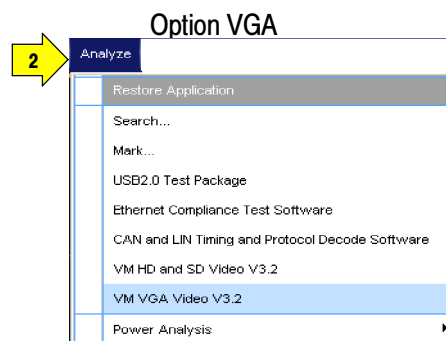 Option VGA
2
Analyze
Restore Application
Search...
Mark...
USB2.0 Test Package
Ethernet Compliance Test Software
CAN and LIN Timing and Protocol Decode Software
VM HD and SD Video V3.2
VM VGA Video V3.2
Power Analysis